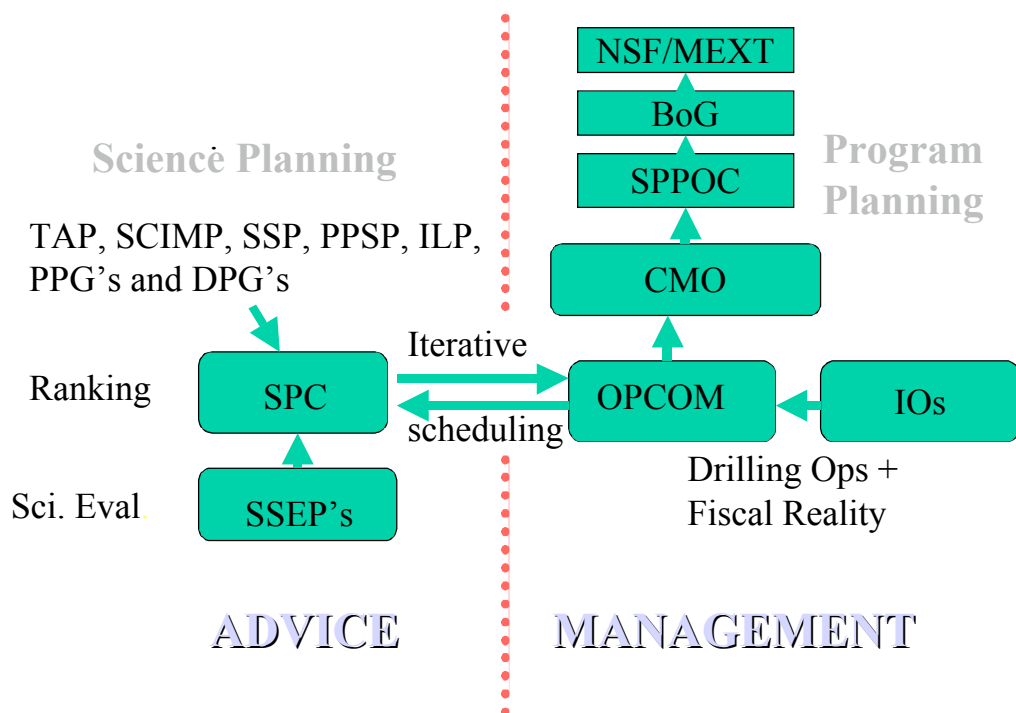 NSF/MEXT
BoG
Science Planning
Program
Planning
SPPOC
TAP, SCIMP, SSP, PPSP, ILP,
PPG's and DPG's
CMO
Iterative
Ranking
SPC
OPCOM
IOs
scheduling
Drilling Ops +
Fiscal Reality
Sci. Eval.
SSEP's
ADVICE
MANAGEMENT